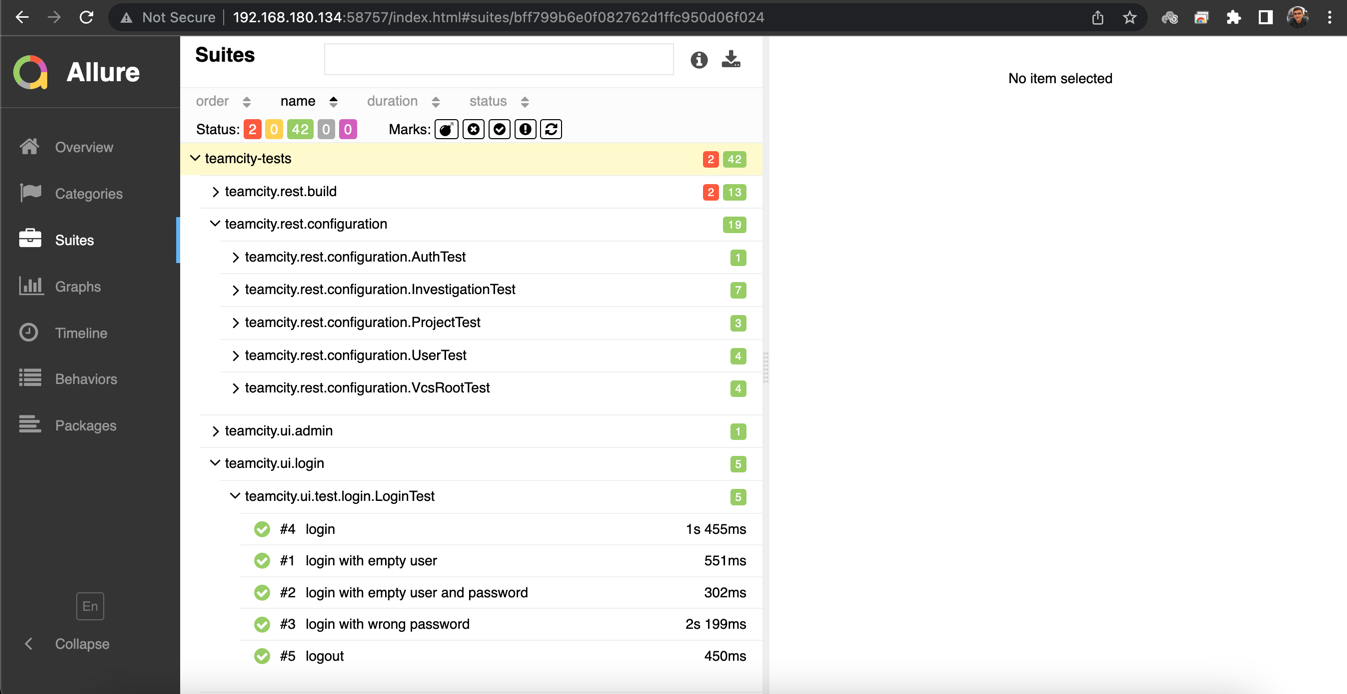 Not Secure 192.168.180.134:58757/index.html#suites/bff799b6e0f082762d1ffc950d06f024
Allure
Overview
Categories
Suites
Graphs
Timeline
Behaviors
Packages
En
Collapse
Suites
order name duration status
Status: 2 0 42 0 0 Marks:
teamcity-tests 2 42
teamcity.rest.build 2 13
teamcity.rest.configuration 19
teamcity.rest.configuration.AuthTest 1
teamcity.rest.configuration.InvestigationTest 7
teamcity.rest.configuration.ProjectTest 3
teamcity.rest.configuration.UserTest 4
teamcity.rest.configuration.VcsRootTest 4
teamcity.ui.admin 1
teamcity.ui.login 5
teamcity.ui.test.login.LoginTest 5
#4 login 1s 455ms
#1 login with empty user 551ms
#2 login with empty user and password 302ms
#3 login with wrong password 2s 199ms
#5 logout 450ms
No item selected